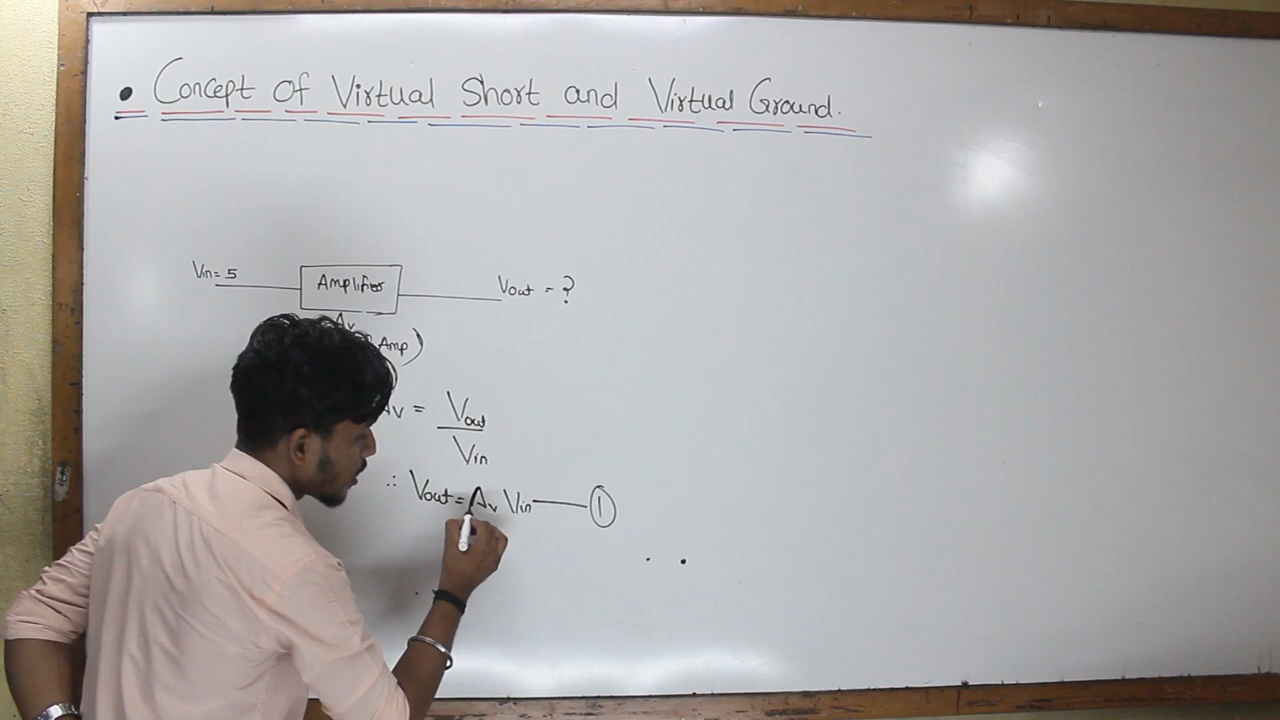 • Concept Of Virtual Short and Virtual Ground.
Vin = 5 Amplifier Vout = ?
Av
Amp)
Av = Vout
Vin
∴ Vout = Av Vin — ①